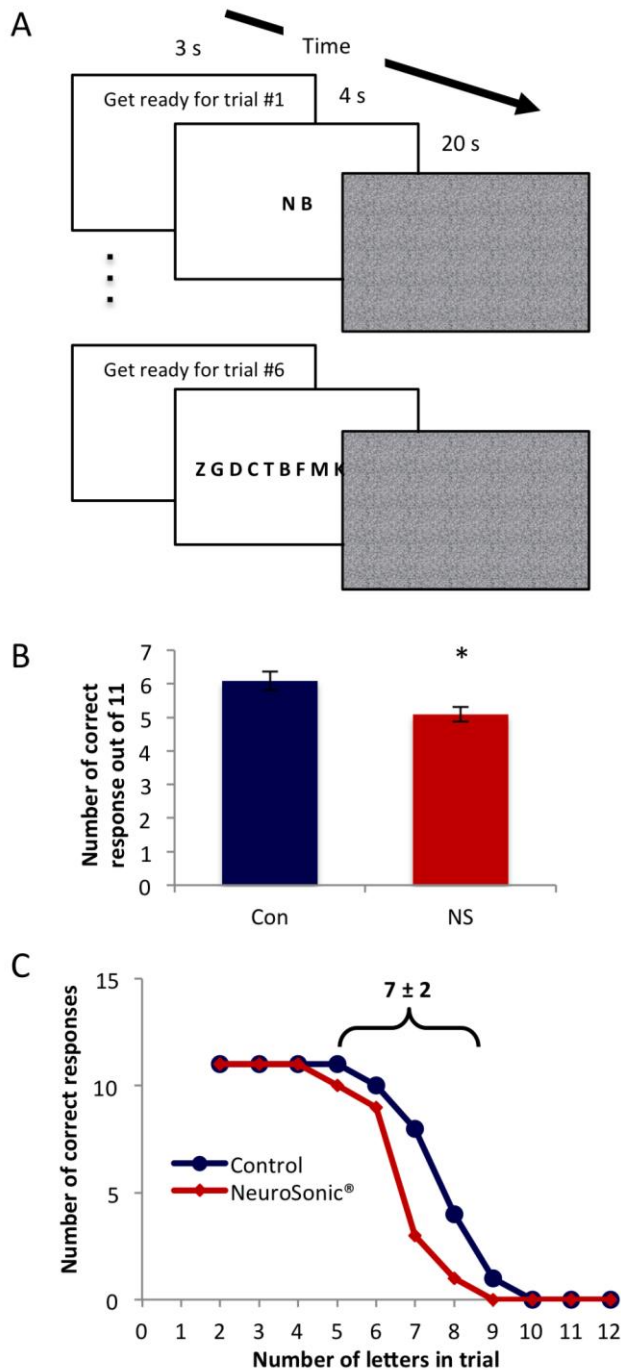 A
3 s
Time
Get ready for trial #1
4 s
20 s
N B
Get ready for trial #6
Z G D C T B F M K
B
Number of correct
response out of 11
7
6
5
4
3
2
1
0
*
Con
NS
C
Number of correct responses
15
10
5
0
7 ± 2
Control
NeuroSonic®
0 1 2 3 4 5 6 7 8 9 10 11 12
Number of letters in trial